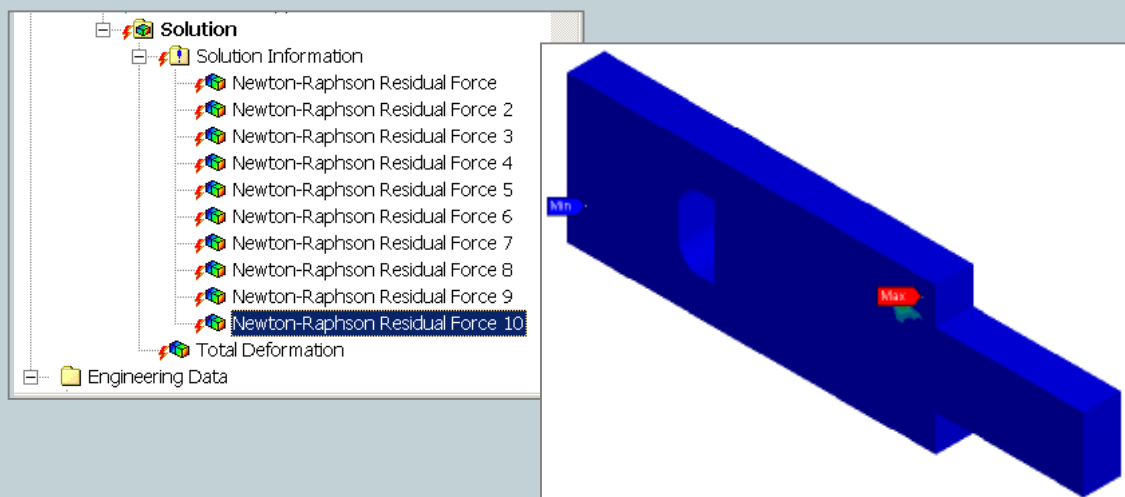 Solution
Solution Information
Newton-Raphson Residual Force
Newton-Raphson Residual Force 2
Newton-Raphson Residual Force 3
Newton-Raphson Residual Force 4
Newton-Raphson Residual Force 5
Newton-Raphson Residual Force 6
Newton-Raphson Residual Force 7
Newton-Raphson Residual Force 8
Newton-Raphson Residual Force 9
Newton-Raphson Residual Force 10
Total Deformation
Engineering Data
Min
Max